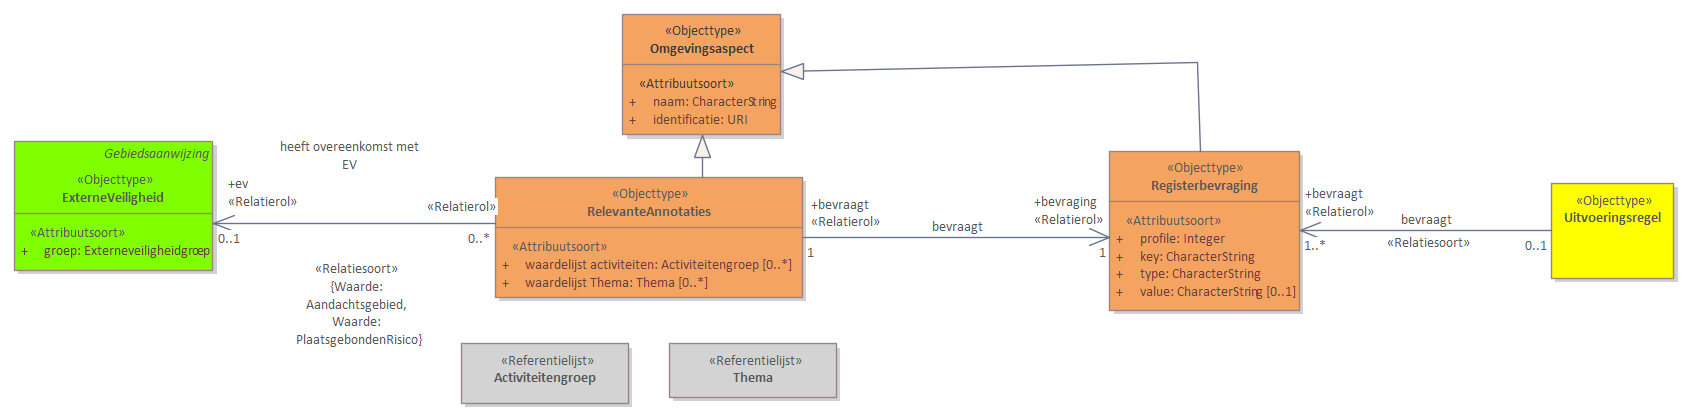 «Objecttype»
Omgevingsaspect
«Attribuutsoort»
+ naam: CharacterString
+ identificatie: URI
Gebiedsaanwijzing
«Objecttype»
ExterneVeiligheid
«Attribuutsoort»
+ groep: Externeveiligheidgroep
heeft overeenkomst met
EV
+ev
«Relatierol»
0..1
«Relatierol»
0..*
«Relatiesoort»
{Waarde:
Aandachtsgebied,
Waarde:
PlaatsgebondenRisico}
«Objecttype»
RelevanteAnnotaties
«Attribuutsoort»
+ waardelijst activiteiten: Activiteitengroep [0..*]
+ waardelijst Thema: Thema [0..*]
+bevraagt
«Relatierol»
1
bevraagt
+bevraging
«Relatierol»
1
«Objecttype»
Registerbevraging
«Attribuutsoort»
+ profile: Integer
+ key: CharacterString
+ type: CharacterString
+ value: CharacterString [0..1]
+bevraagt
«Relatierol»
1..*
bevraagt
«Relatiesoort»
0..1
«Objecttype»
Uitvoeringsregel
«Referentielijst»
Activiteitengroep
«Referentielijst»
Thema